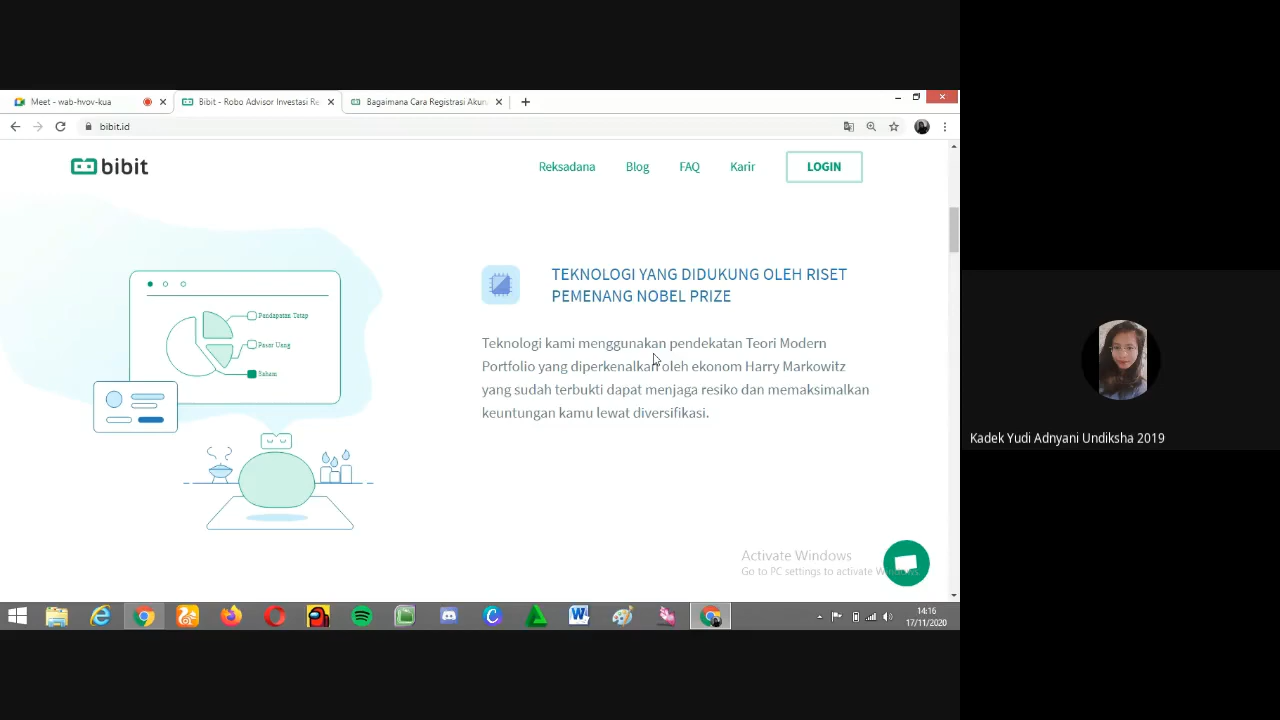 Meet - wab-hvov-kua
Bibit - Robo Advisor Investasi Re
Bagaimana Cara Registrasi Akun
bibit.id
bibit
Reksadana
Blog
FAQ
Karir
LOGIN
Pendapatan Tetap
Pasar Uang
Saham
TEKNOLOGI YANG DIDUKUNG OLEH RISET
PEMENANG NOBEL PRIZE
Teknologi kami menggunakan pendekatan Teori Modern
Portfolio yang diperkenalkan oleh ekonom Harry Markowitz
yang sudah terbukti dapat menjaga resiko dan memaksimalkan
keuntungan kamu lewat diversifikasi.
Activate Windows
Go to PC settings to activate Windows.
14:16
17/11/2020
Kadek Yudi Adnyani Undiksha 2019